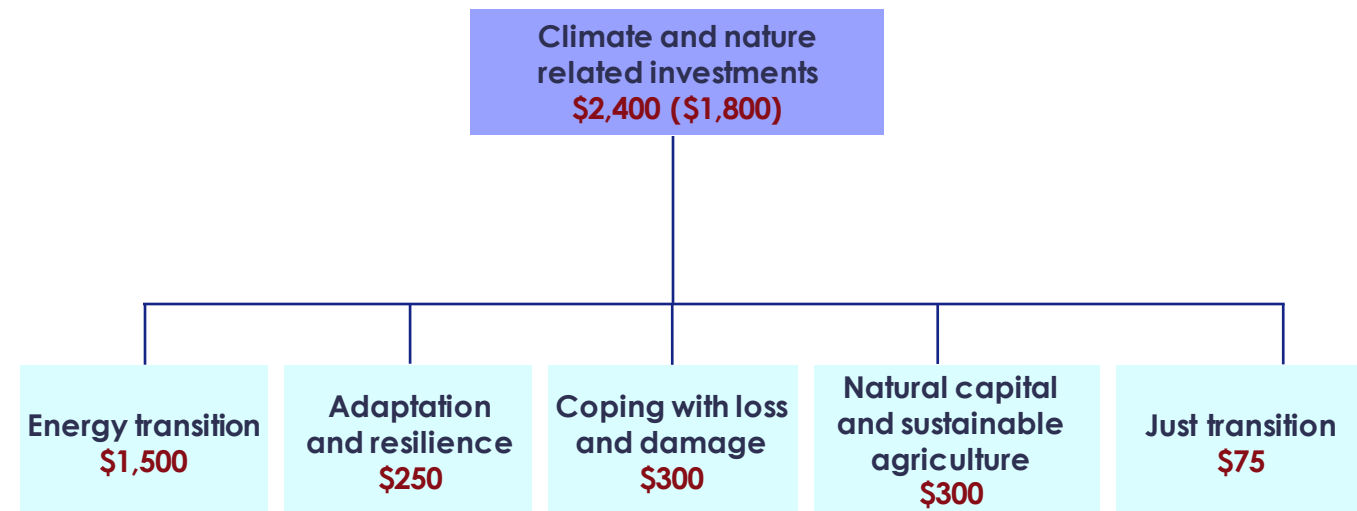 Climate and nature
related investments
$2,400 ($1,800)
Energy transition
$1,500
Adaptation
and resilience
$250
Coping with loss
and damage
$300
Natural capital
and sustainable
agriculture
$300
Just transition
$75